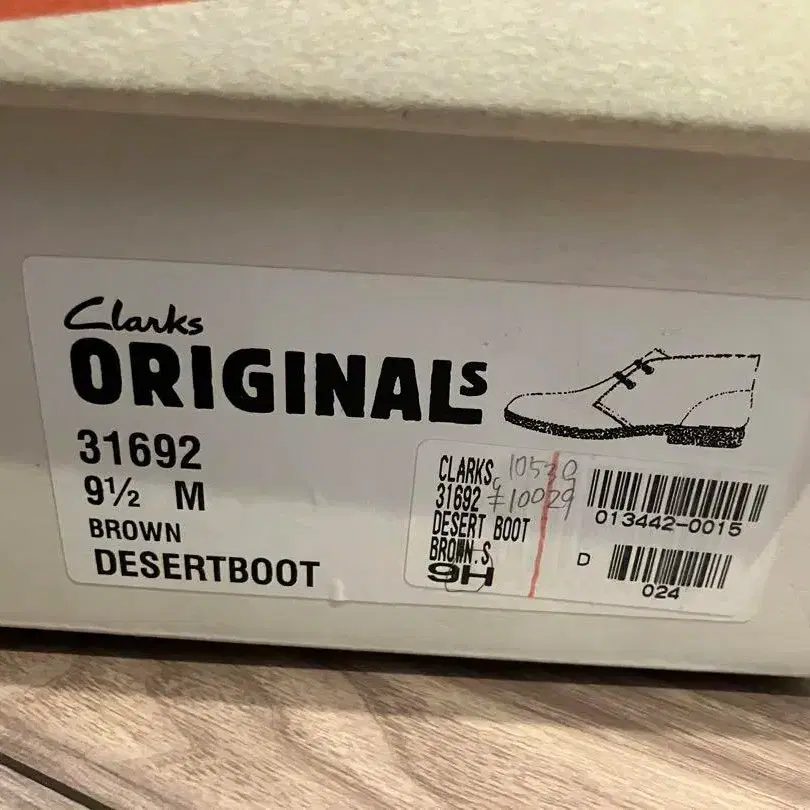 Clarks
ORIGINALS
31692
9½ M
BROWN
DESERTBOOT
CLARKS
31692
DESERT BOOT
BROWN.S
9H
013442-0015
D
024